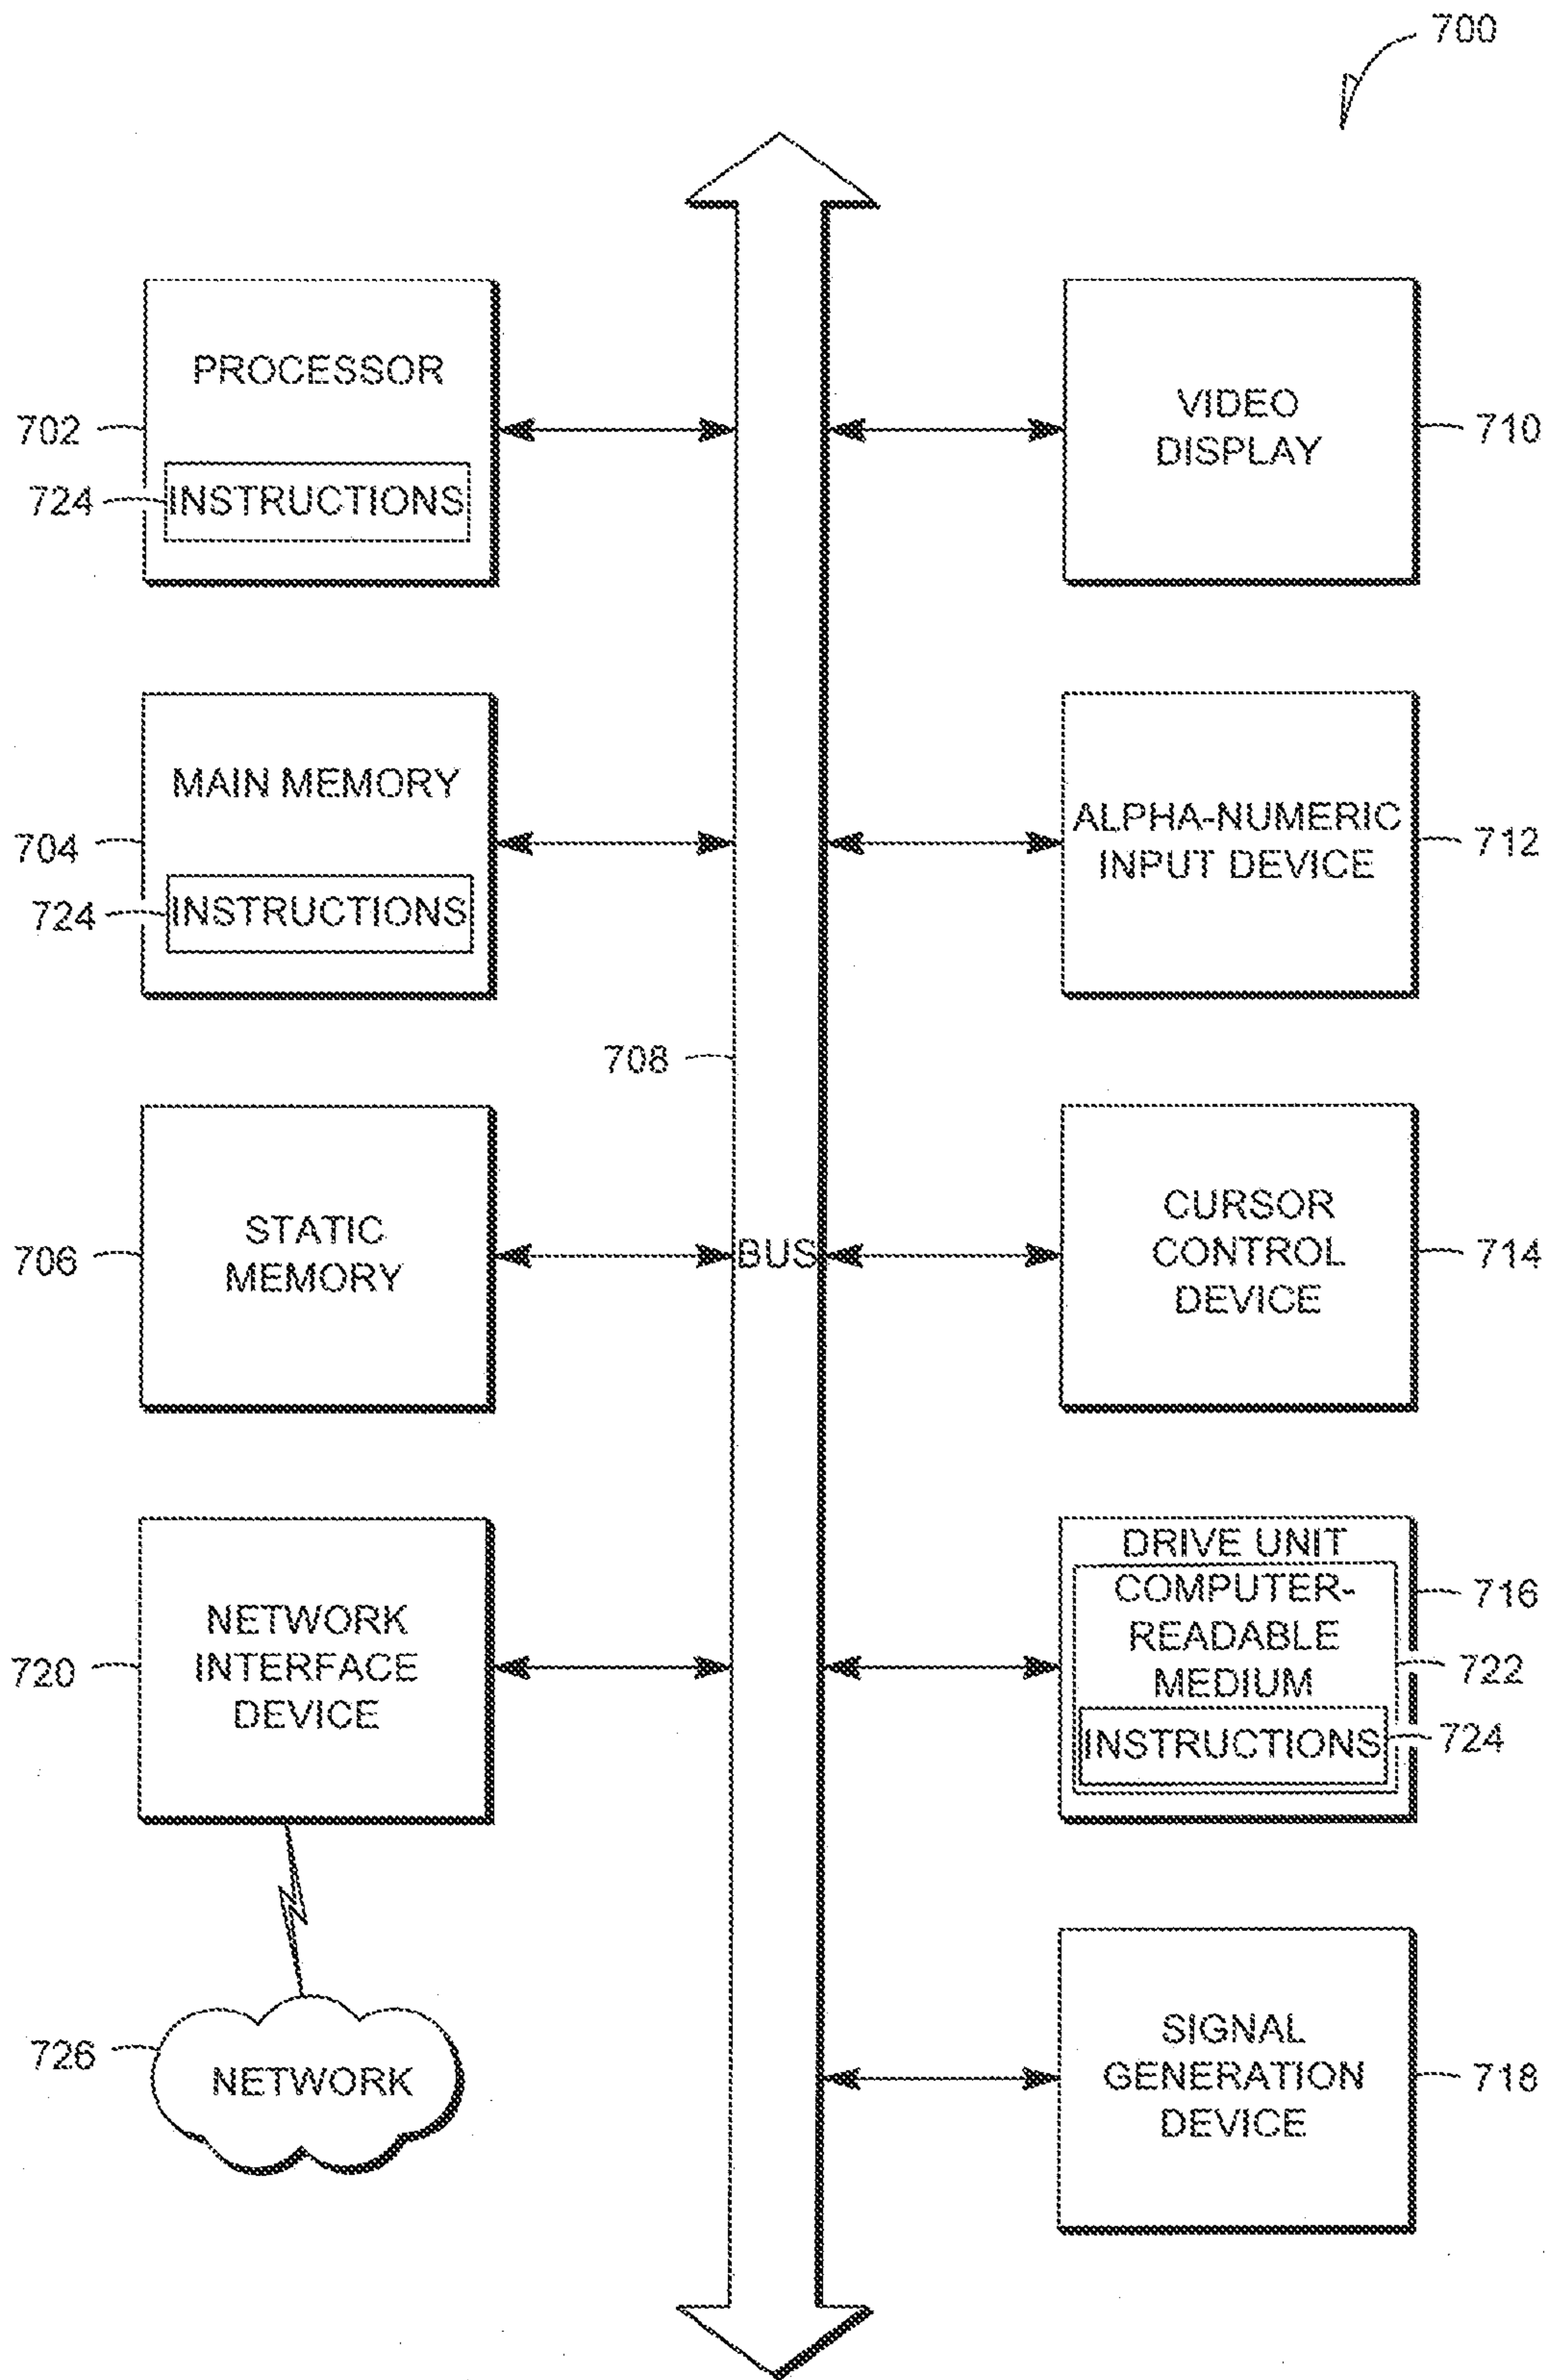 700
PROCESSOR
702
724
INSTRUCTIONS
VIDEO
DISPLAY
710
MAIN MEMORY
704
724
INSTRUCTIONS
ALPHA-NUMERIC
INPUT DEVICE
712
708
STATIC
MEMORY
706
BUS
CURSOR
CONTROL
DEVICE
714
NETWORK
INTERFACE
DEVICE
720
DRIVE UNIT
COMPUTER-
READABLE
MEDIUM
INSTRUCTIONS
716
722
724
726
NETWORK
SIGNAL
GENERATION
DEVICE
718